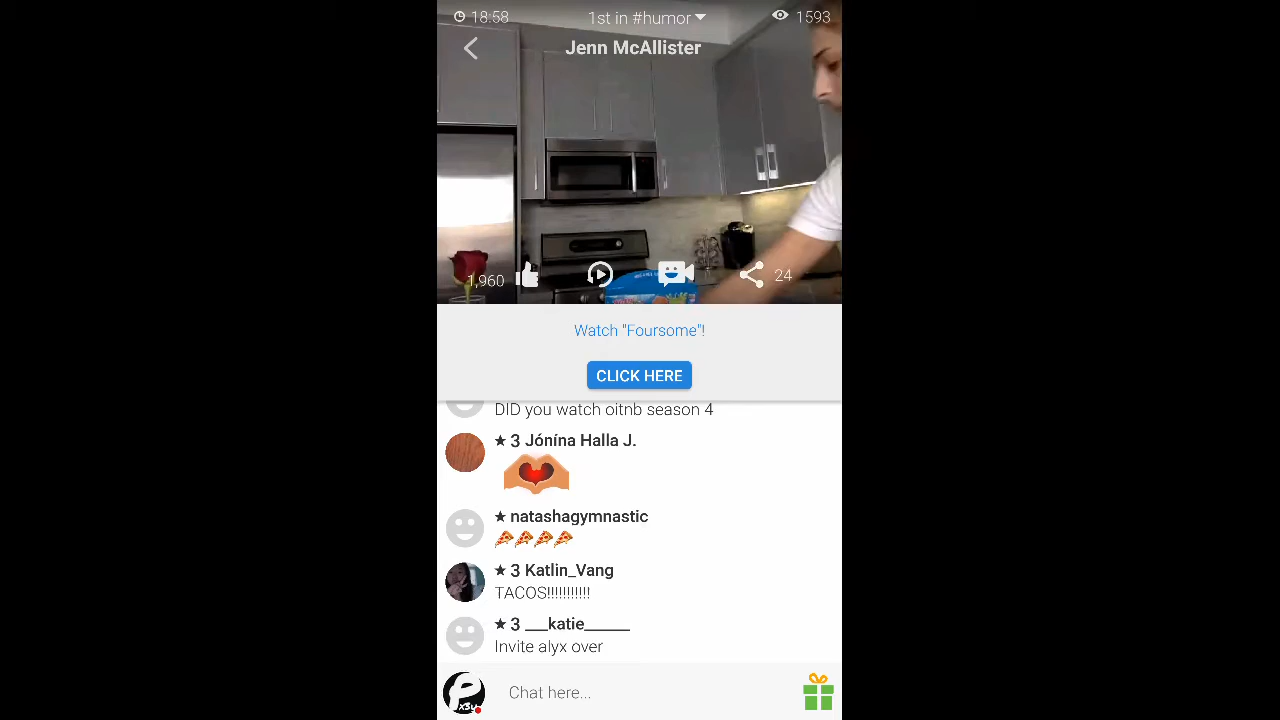 18:58
1st in #humor
1593
Jenn McAllister
1,960
24
Watch "Foursome"!
CLICK HERE
DID you watch oitnb season 4
★ 3 Jónína Halla J.
★ natashagymnastic
🍕🍕🍕🍕
★ 3 Katlin_Vang
TACOS!!!!!!!!!!!
★ 3 ___katie______
Invite alyx over
Chat here...